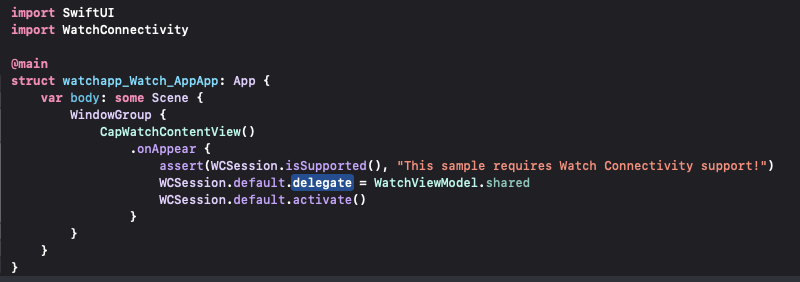 import SwiftUI
import WatchConnectivity
@main
struct watchapp_Watch_AppApp: App {
var body: some Scene {
WindowGroup {
CapWatchContentView()
.onAppear {
assert(WCSession.isSupported(), "This sample requires Watch Connectivity support!")
WCSession.default.delegate = WatchViewModel.shared
WCSession.default.activate()
}
}
}
}